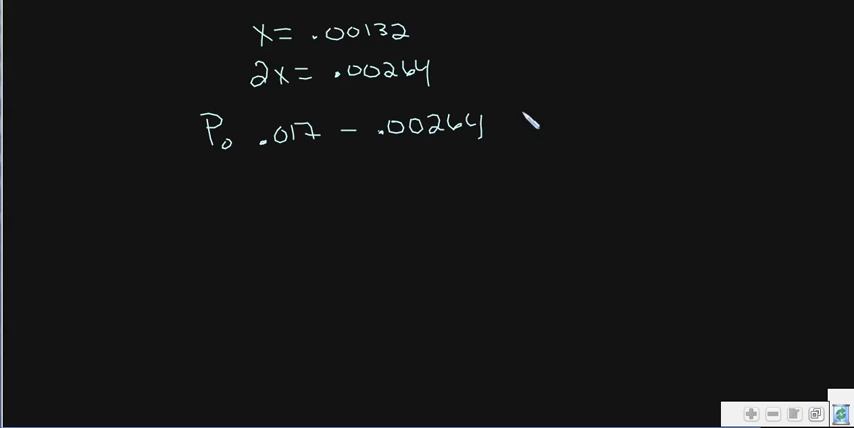 x= .00132
2x= .00264
P₀ .017 - .00264